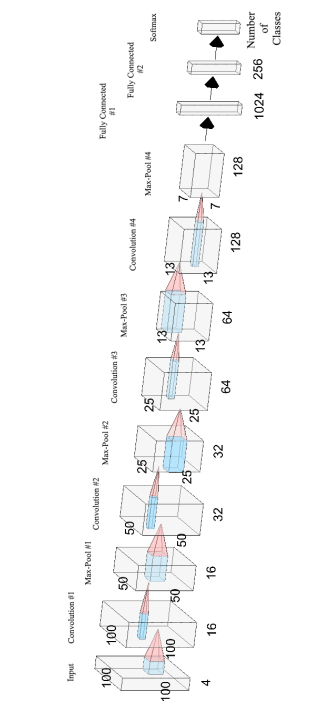 Input
100
100
4
Convolution #1
100
100
16
Max-Pool #1
50
50
16
Convolution #2
50
50
32
Max-Pool #2
25
25
32
Convolution #3
25
25
64
Max-Pool #3
13
13
64
Convolution #4
13
13
128
Max-Pool #4
7
7
128
Fully Connected
#1
1024
Fully Connected
#2
256
Softmax
Number
of
Classes